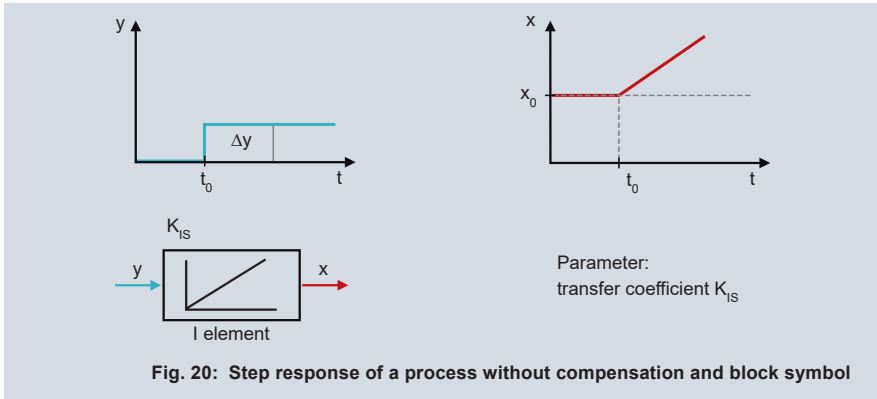 y
Δy
t0
t
x
x0
t0
t
KIS
y
x
I element
Parameter:
transfer coefficient KIS
Fig. 20: Step response of a process without compensation and block symbol